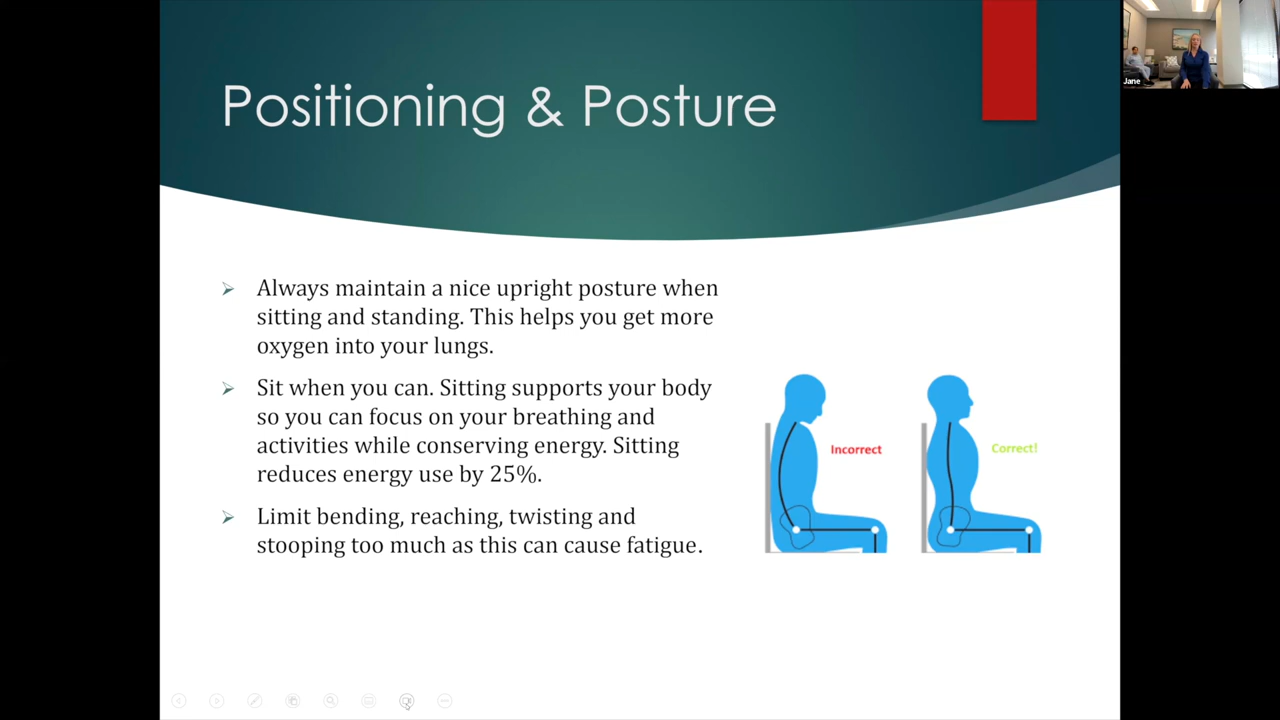 Positioning & Posture
Jane
Always maintain a nice upright posture when
sitting and standing. This helps you get more
oxygen into your lungs.
Sit when you can. Sitting supports your body
so you can focus on your breathing and
activities while conserving energy. Sitting
reduces energy use by 25%.
Limit bending, reaching, twisting and
stooping too much as this can cause fatigue.
Incorrect
Correct!